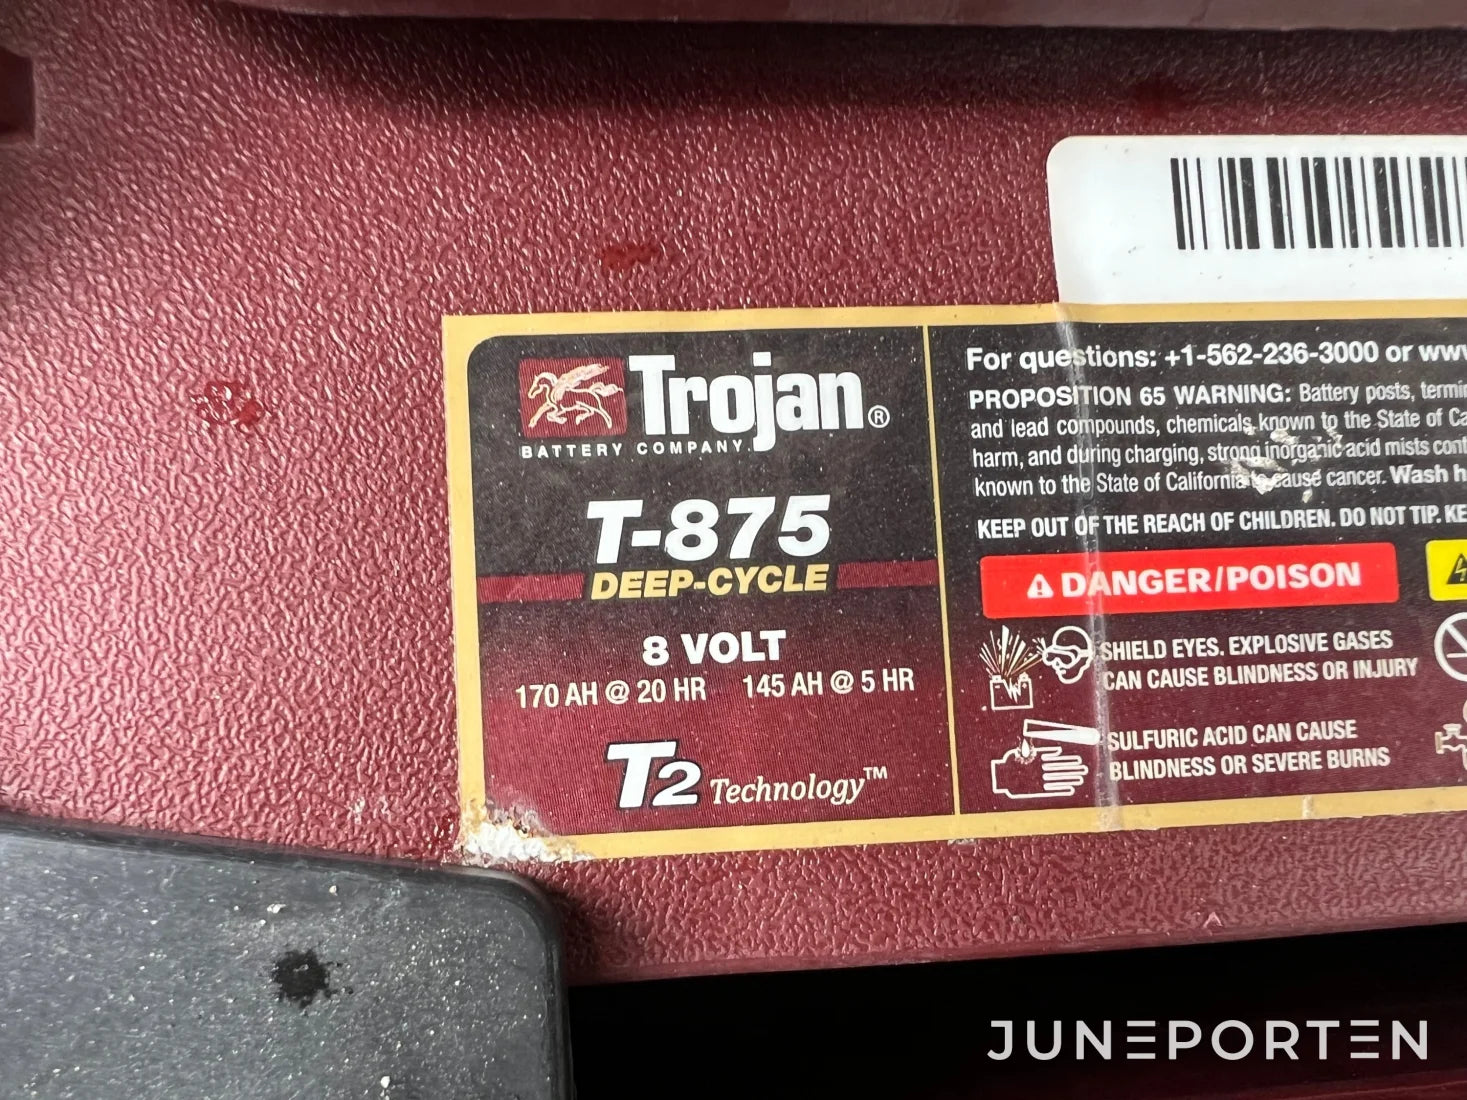 Trojan®
BATTERY COMPANY
T-875
DEEP-CYCLE
8 VOLT
170 AH @ 20 HR 145 AH @ 5 HR
T2 Technology™
For questions: +1-562-236-3000 or www
PROPOSITION 65 WARNING: Battery posts, termi
and lead compounds, chemicals known to the State of Ca
harm, and during charging, strong inorganic acid mists cont
known to the State of California to cause cancer. Wash h
KEEP OUT OF THE REACH OF CHILDREN. DO NOT TIP. KE
DANGER/POISON
SHIELD EYES. EXPLOSIVE GASES
CAN CAUSE BLINDNESS OR INJURY
SULFURIC ACID CAN CAUSE
BLINDNESS OR SEVERE BURNS
JUNEPORTEN